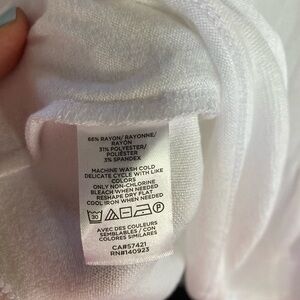 66% RAYON/ RAYONNE/
RAYON
31% POLYESTER/
POLIÉSTER
3% SPANDEX
MACHINE WASH COLD
DELICATE CYCLE WITH LIKE
COLORS
ONLY NON-CHLORINE
BLEACH WHEN NEEDED
RESHAPE DRY FLAT
COOL IRON WHEN NEEDED
30
P
AVEC DES COULEURS
SEMBLABLES / CON
COLORES SIMILARES
CA#57421
RN#140923